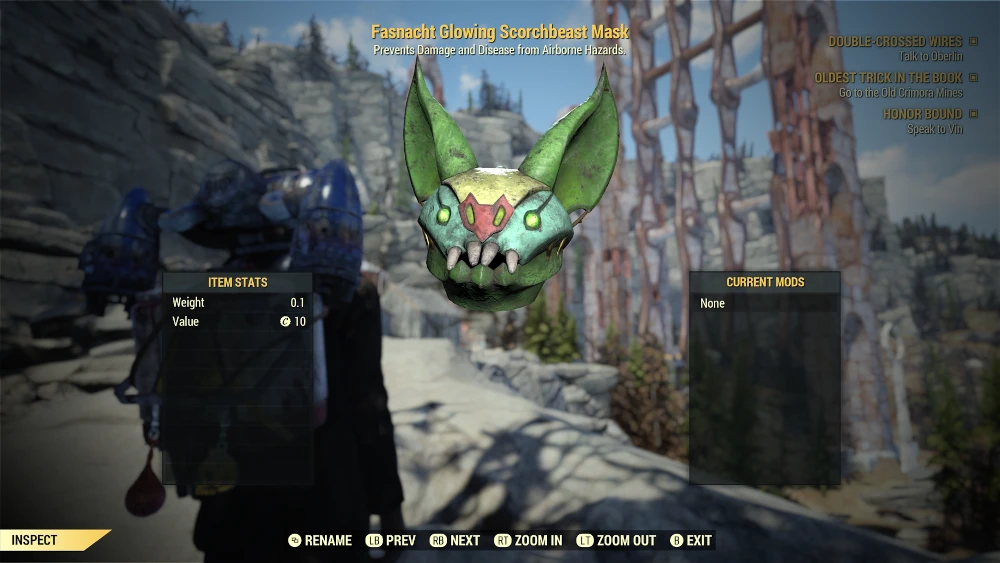 Fasnacht Glowing Scorchbeast Mask
Prevents Damage and Disease from Airborne Hazards.
DOUBLE-CROSSED WIRES
Talk to Oberlin
OLDEST TRICK IN THE BOOK
Go to the Old Crimora Mines
HONOR BOUND
Speak to Vin
ITEM STATS
Weight 0.1
Value 10
CURRENT MODS
None
INSPECT
RENAME LB PREV RB NEXT RT ZOOM IN LT ZOOM OUT B EXIT